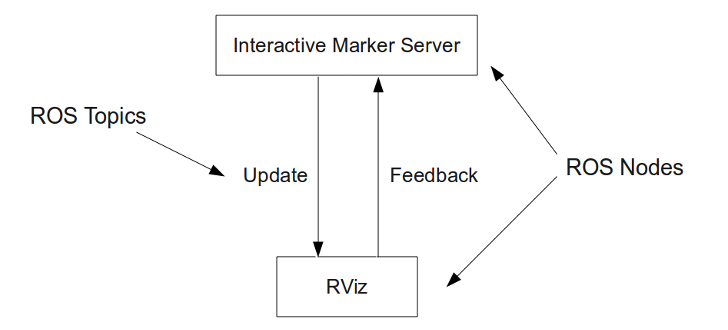 Interactive Marker Server
ROS Topics
Update
Feedback
ROS Nodes
RViz